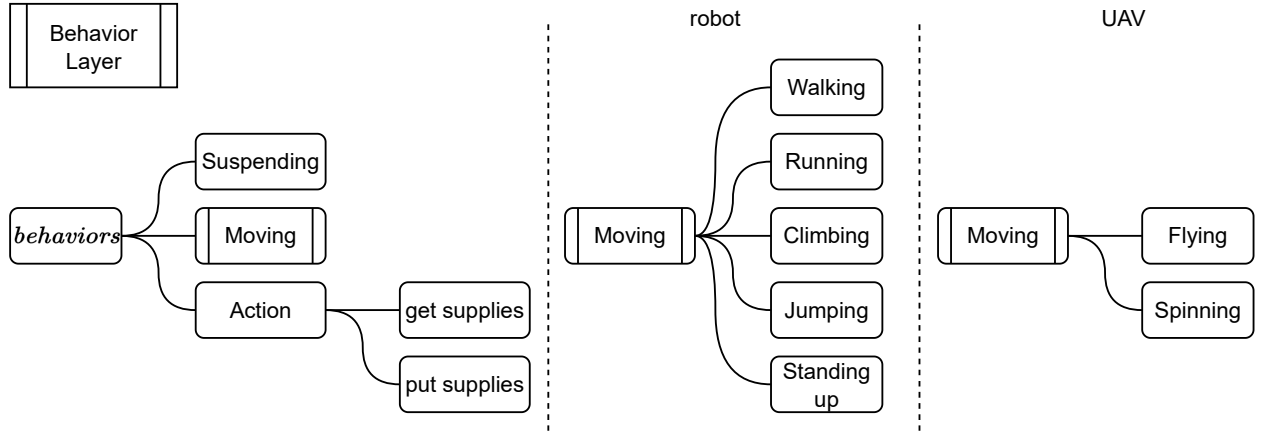 Behavior
Layer
behaviors
Suspending
Moving
Action
get supplies
put supplies
robot
Moving
Walking
Running
Climbing
Jumping
Standing
up
UAV
Moving
Flying
Spinning